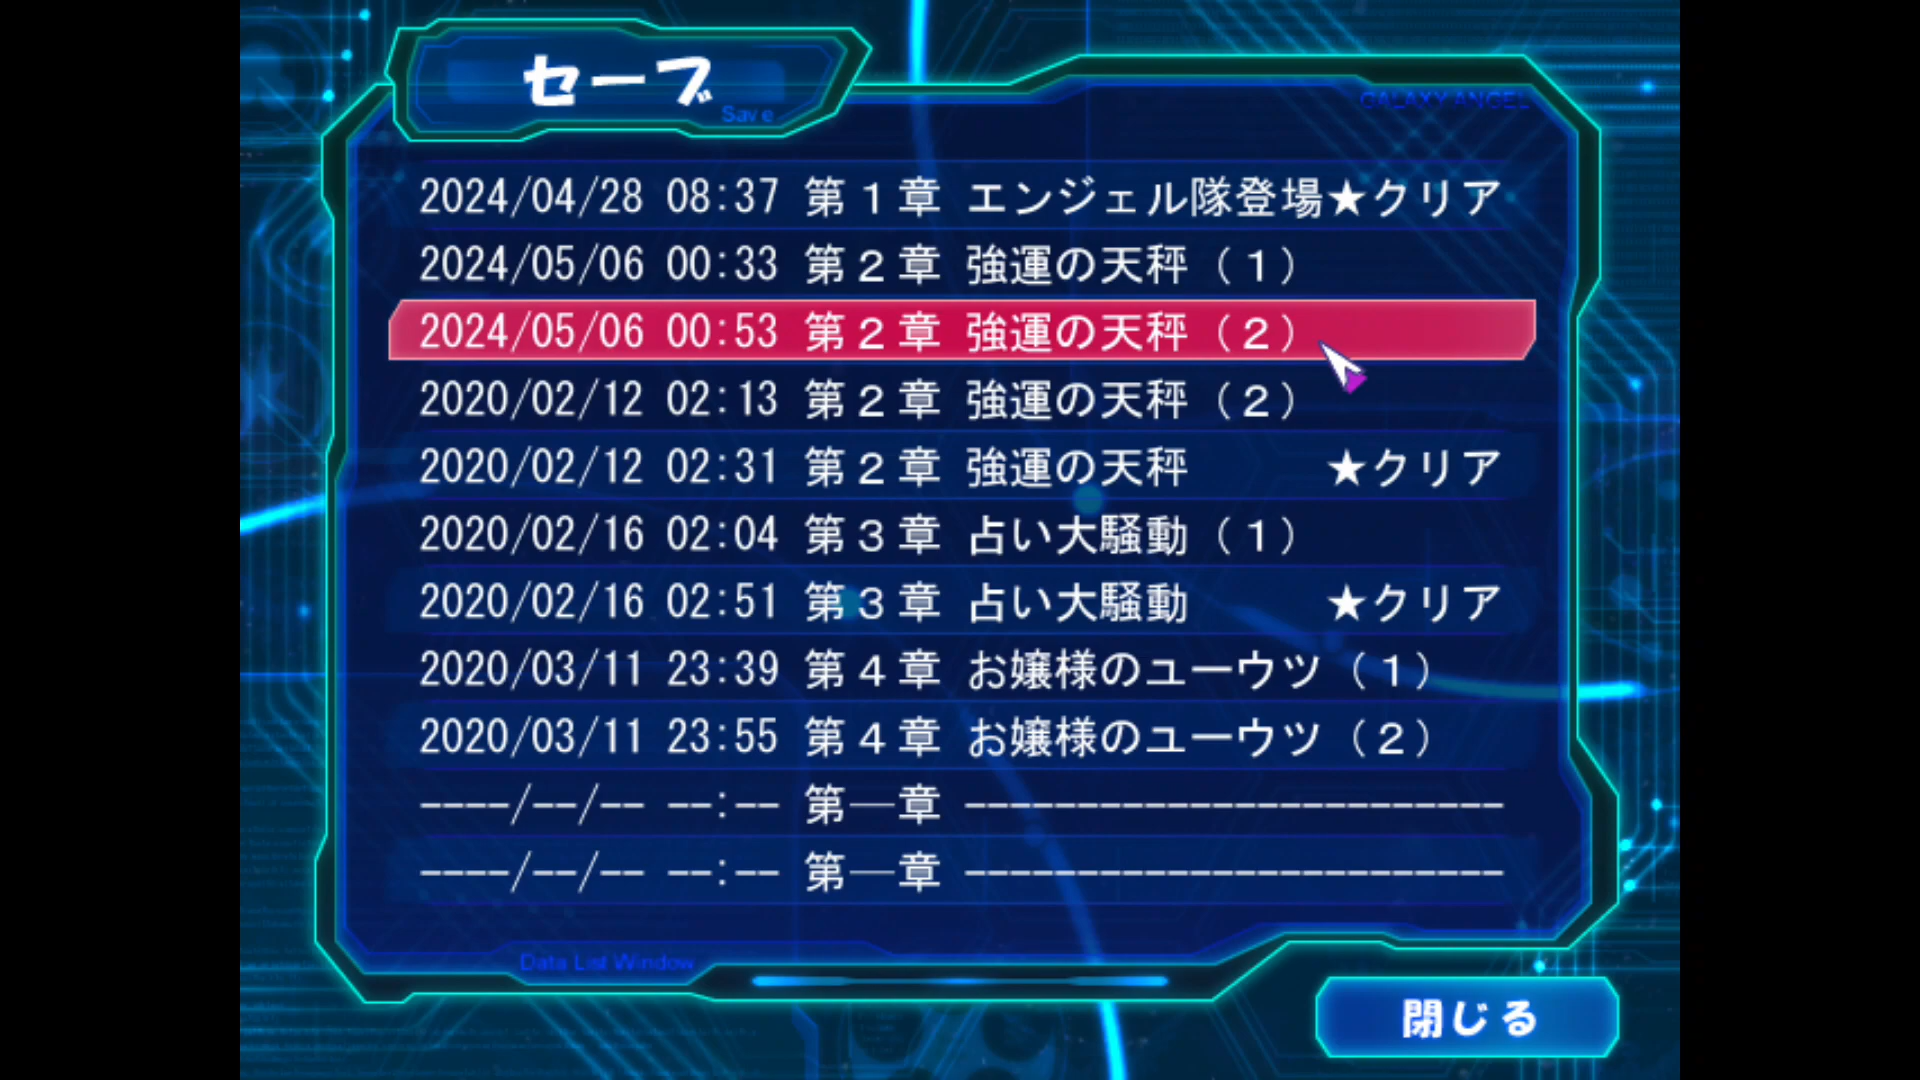 セーブ
Save
GALAXY ANGEL
2024/04/28 08:37 第１章 エンジェル隊登場★クリア
2024/05/06 00:33 第２章 強運の天秤（１）
2024/05/06 00:53 第２章 強運の天秤（２）
2020/02/12 02:13 第２章 強運の天秤（２）
2020/02/12 02:31 第２章 強運の天秤　　　★クリア
2020/02/16 02:04 第３章 占い大騒動（１）
2020/02/16 02:51 第３章 占い大騒動　　　★クリア
2020/03/11 23:39 第４章 お嬢様のユーウツ（１）
2020/03/11 23:55 第４章 お嬢様のユーウツ（２）
----/--/-- --:-- 第―章 ------------------------
----/--/-- --:-- 第―章 ------------------------
Data List Window
閉じる